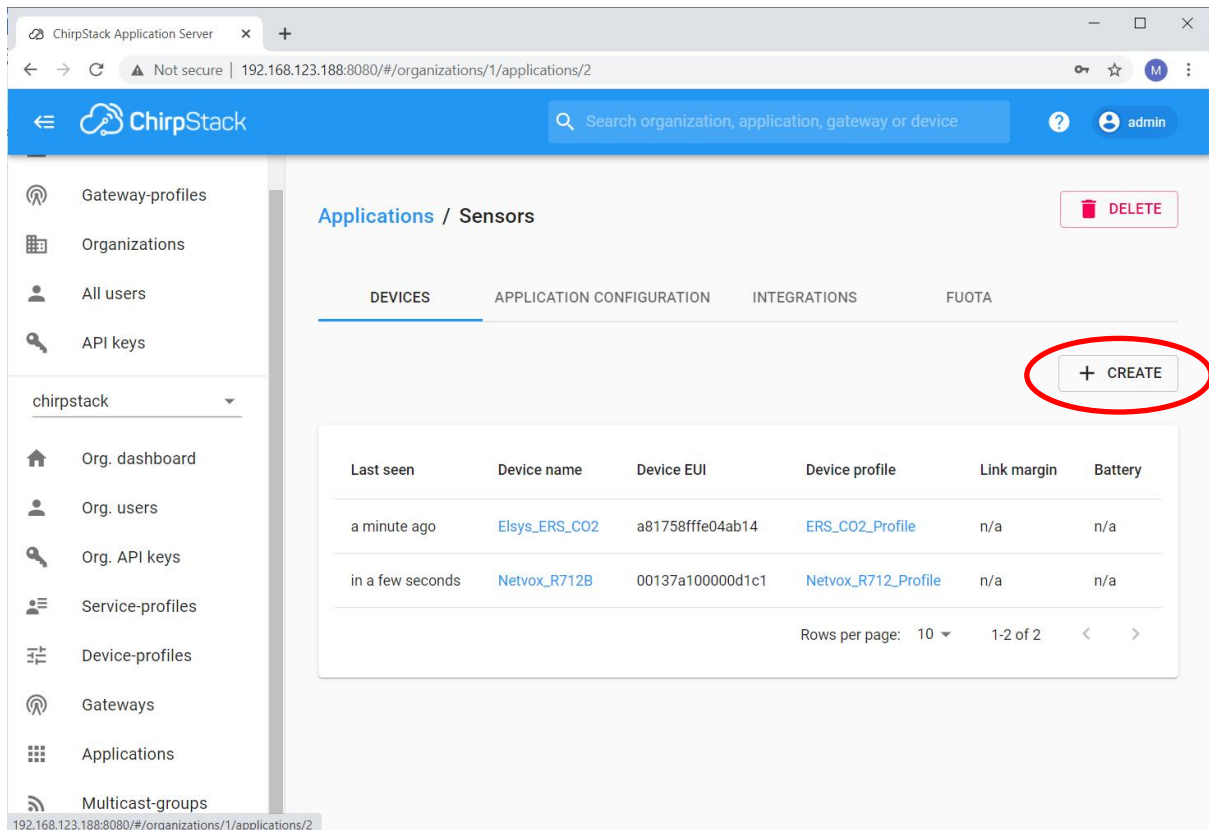 ChirpStack Application Server
Not secure | 192.168.123.188:8080/#/organizations/1/applications/2
M
ChirpStack
Search organization, application, gateway or device
? admin
Gateway-profiles
Organizations
All users
API keys
chirpstack
Org. dashboard
Org. users
Org. API keys
Service-profiles
Device-profiles
Gateways
Applications
Multicast-groups
192.168.123.188:8080/#/organizations/1/applications/2
Applications / Sensors
DELETE
DEVICES APPLICATION CONFIGURATION INTEGRATIONS FUOTA
+ CREATE
Last seen Device name Device EUI Device profile Link margin Battery
a minute ago Elsys_ERS_CO2 a81758fffe04ab14 ERS_CO2_Profile n/a n/a
in a few seconds Netvox_R712B 00137a100000d1c1 Netvox_R712_Profile n/a n/a
Rows per page: 10 1-2 of 2 < >